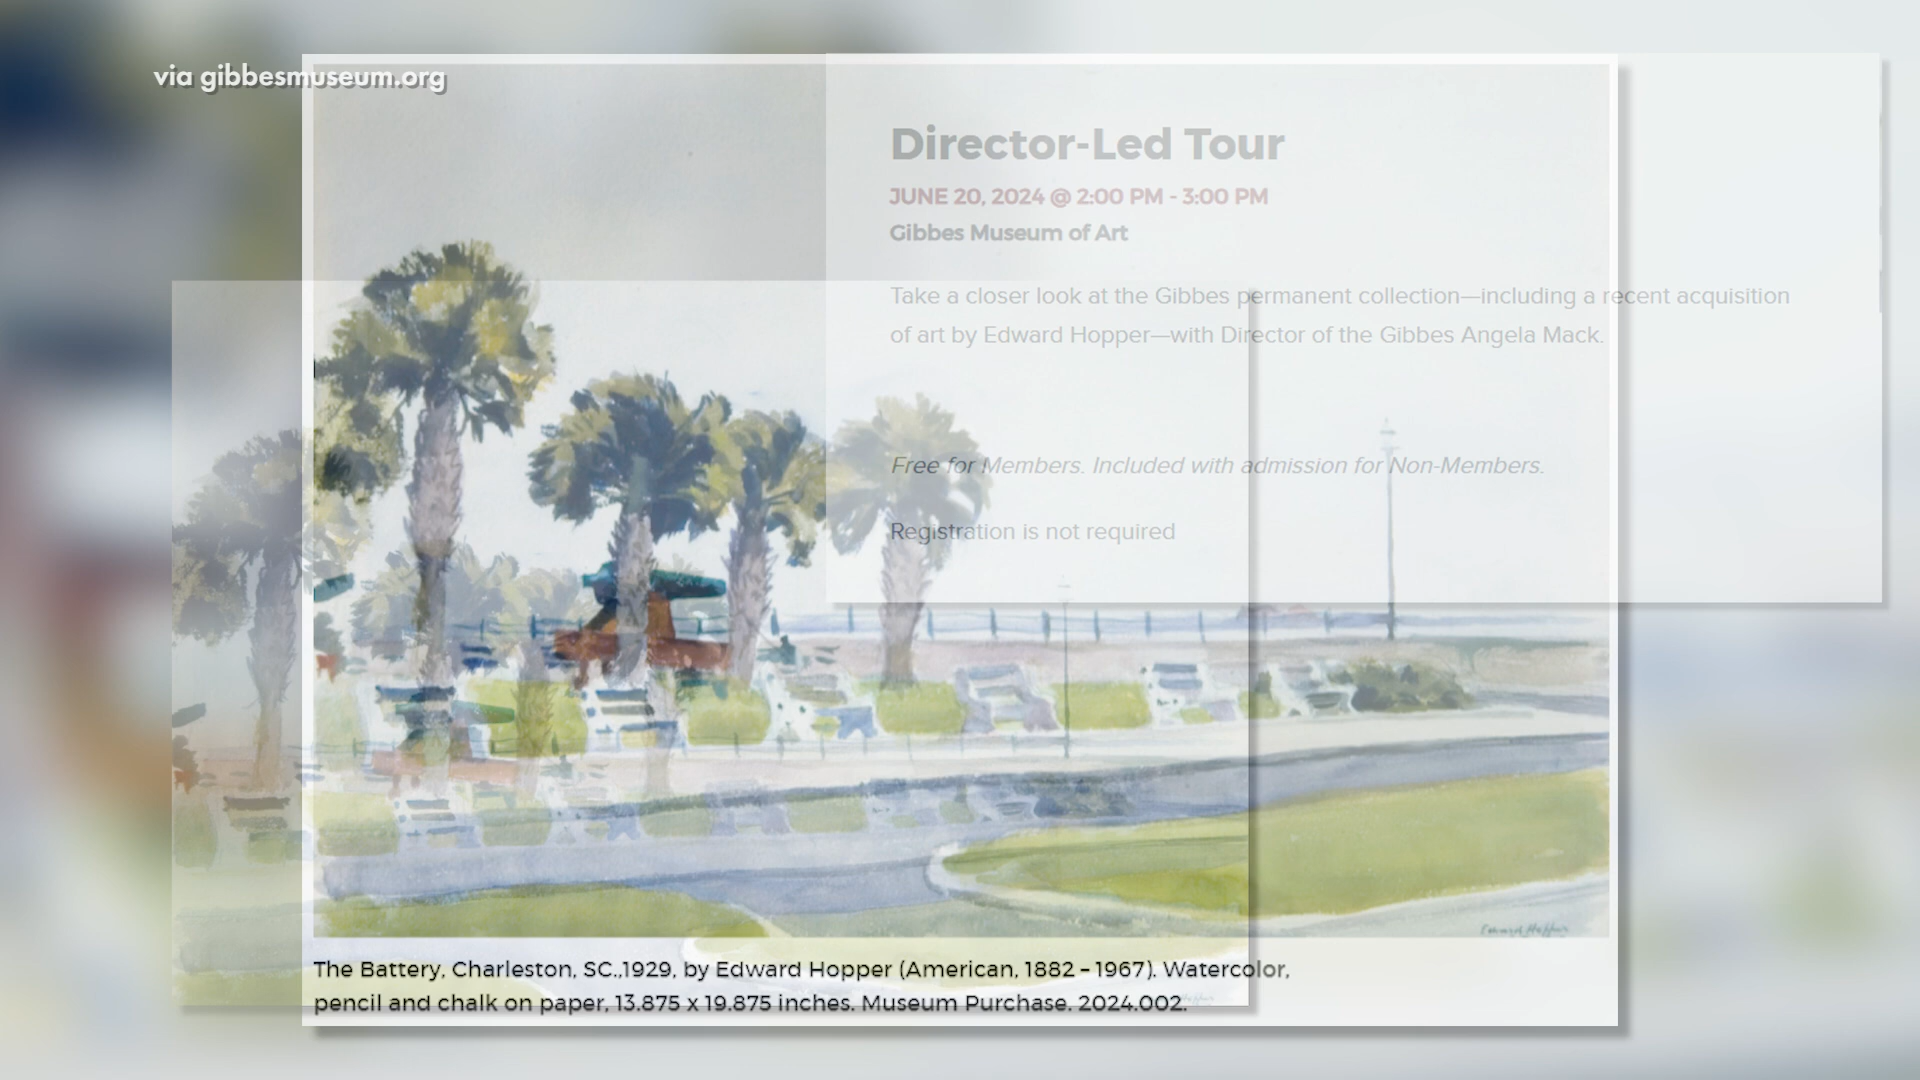 via gibbesmuseum.org
Director-Led Tour
JUNE 20, 2024 @ 2:00 PM - 3:00 PM
Gibbes Museum of Art
Take a closer look at the Gibbes permanent collection—including a recent acquisition
of art by Edward Hopper—with Director of the Gibbes Angela Mack.
Free for Members. Included with admission for Non-Members.
Registration is not required
Edward Hopper
The Battery, Charleston, SC.,1929, by Edward Hopper (American, 1882 – 1967). Watercolor,
pencil and chalk on paper, 13.875 x 19.875 inches. Museum Purchase. 2024.002.